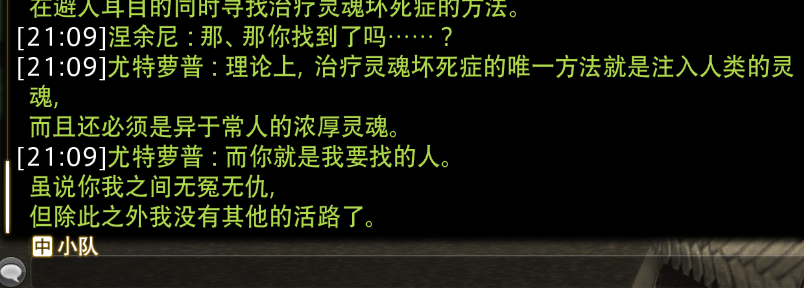 在避人耳目的同时寻找治疗灵魂坏死症的方法。
[21:09]涅余尼：那、那你找到了吗……？
[21:09]尤特萝普：理论上，治疗灵魂坏死症的唯一方法就是注入人类的灵
魂，
而且还必须是异于常人的浓厚灵魂。
[21:09]尤特萝普：而你就是我要找的人。
虽说你我之间无冤无仇，
但除此之外我没有其他的活路了。
中 小队